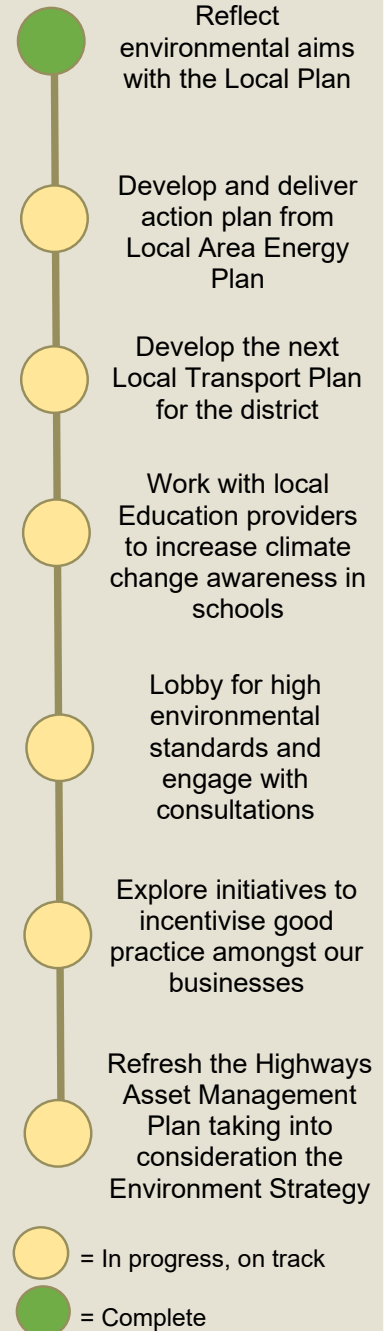 Reflect
environmental aims
with the Local Plan
Develop and deliver
action plan from
Local Area Energy
Plan
Develop the next
Local Transport Plan
for the district
Work with local
Education providers
to increase climate
change awareness in
schools
Lobby for high
environmental
standards and
engage with
consultations
Explore initiatives to
incentivise good
practice amongst our
businesses
Refresh the Highways
Asset Management
Plan taking into
consideration the
Environment Strategy
= In progress, on track
= Complete